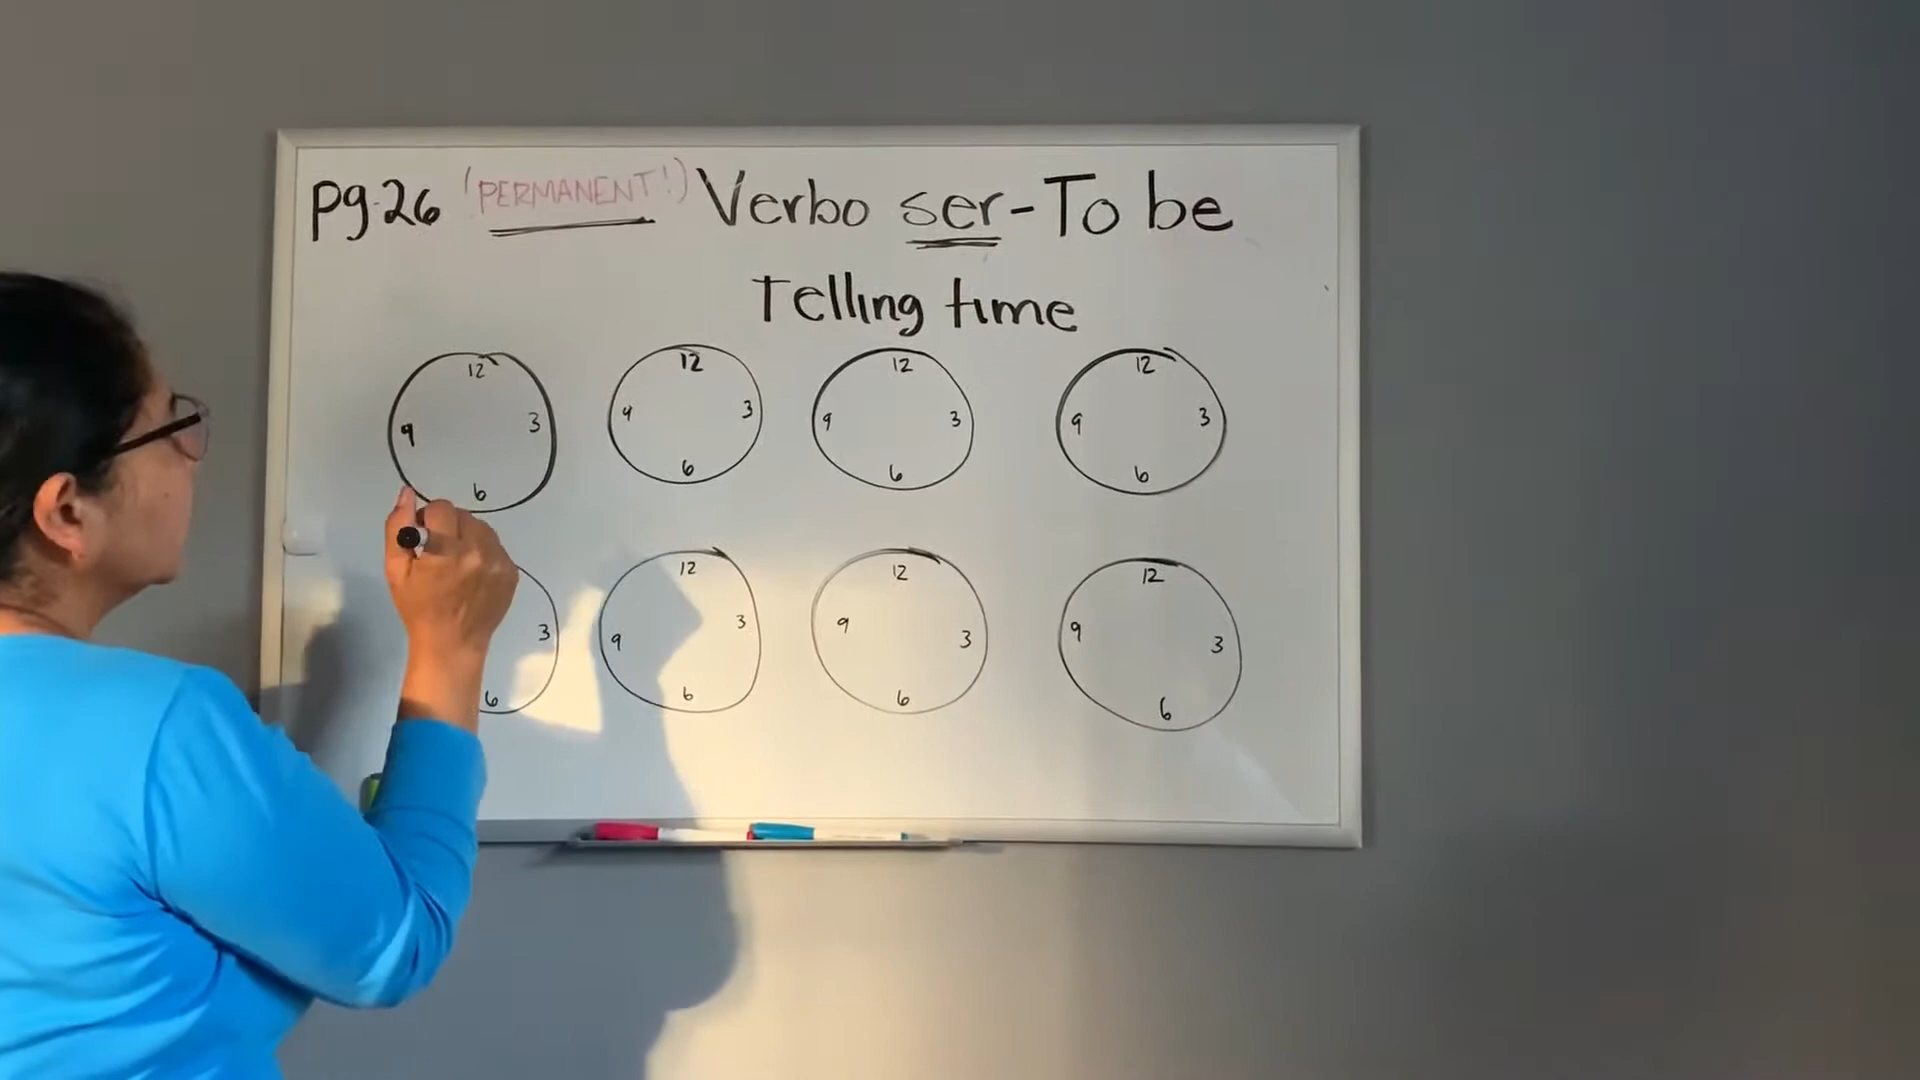 pg. 26 (PERMANENT!) Verbo ser - To be
Telling time
12 12 12 12
9 3 9 3 9 3 9 3
6 6 6 6
12 12 12
3 9 3 9 3 9 3
6 6 6 6